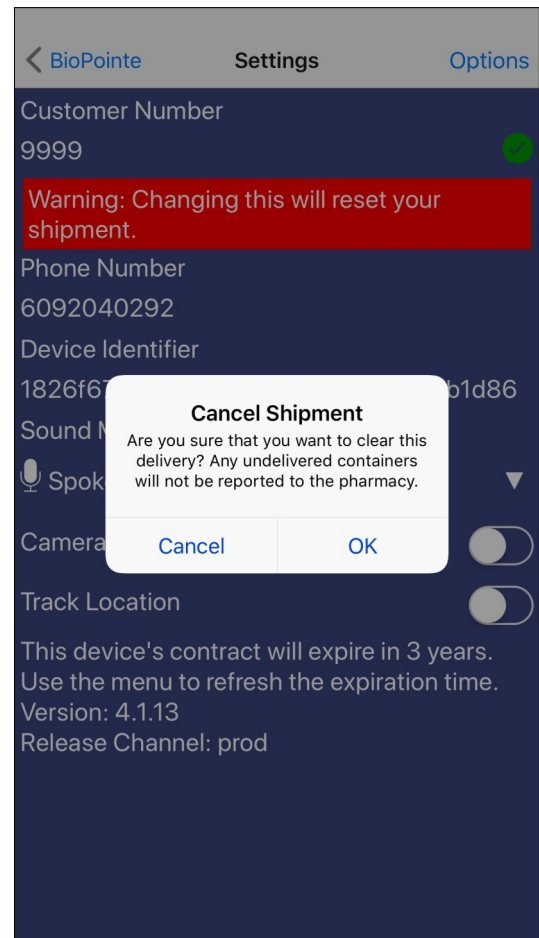 BioPointe Settings Options
Customer Number
9999
Warning: Changing this will reset your
shipment.
Phone Number
6092040292
Device Identifier
1826f6 b1d86
Cancel Shipment
Sound
Are you sure that you want to clear this
delivery? Any undelivered containers
will not be reported to the pharmacy.
Cancel OK
Camera
Track Location
This device's contract will expire in 3 years.
Use the menu to refresh the expiration time.
Version: 4.1.13
Release Channel: prod